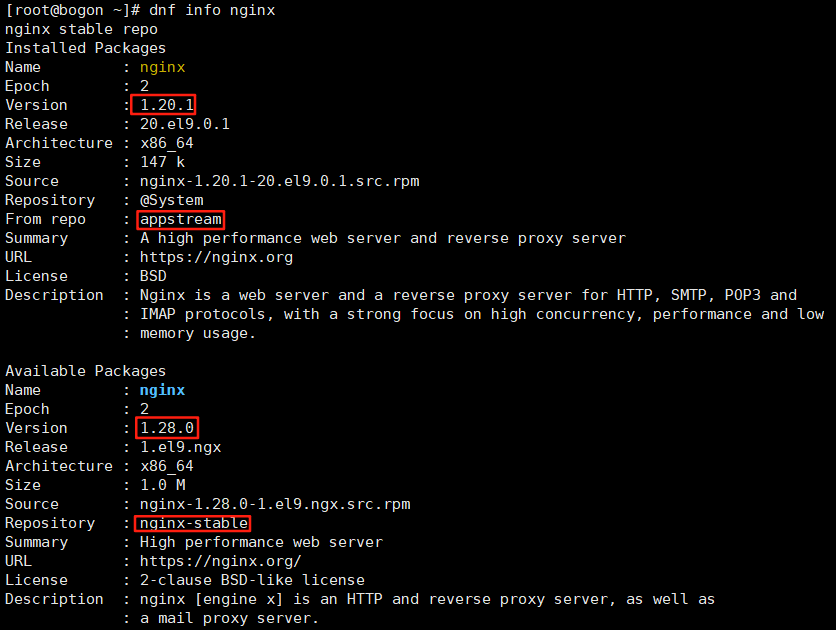 [root@bogon ~]# dnf info nginx
nginx stable repo
Installed Packages
Name         : nginx
Epoch        : 2
Version      : 1.20.1
Release      : 20.el9.0.1
Architecture : x86_64
Size         : 147 k
Source       : nginx-1.20.1-20.el9.0.1.src.rpm
Repository   : @System
From repo    : appstream
Summary      : A high performance web server and reverse proxy server
URL          : https://nginx.org
License      : BSD
Description  : Nginx is a web server and a reverse proxy server for HTTP, SMTP, POP3 and
             : IMAP protocols, with a strong focus on high concurrency, performance and low
             : memory usage.

Available Packages
Name         : nginx
Epoch        : 2
Version      : 1.28.0
Release      : 1.el9.ngx
Architecture : x86_64
Size         : 1.0 M
Source       : nginx-1.28.0-1.el9.ngx.src.rpm
Repository   : nginx-stable
Summary      : High performance web server
URL          : https://nginx.org/
License      : 2-clause BSD-like license
Description  : nginx [engine x] is an HTTP and reverse proxy server, as well as
             : a mail proxy server.